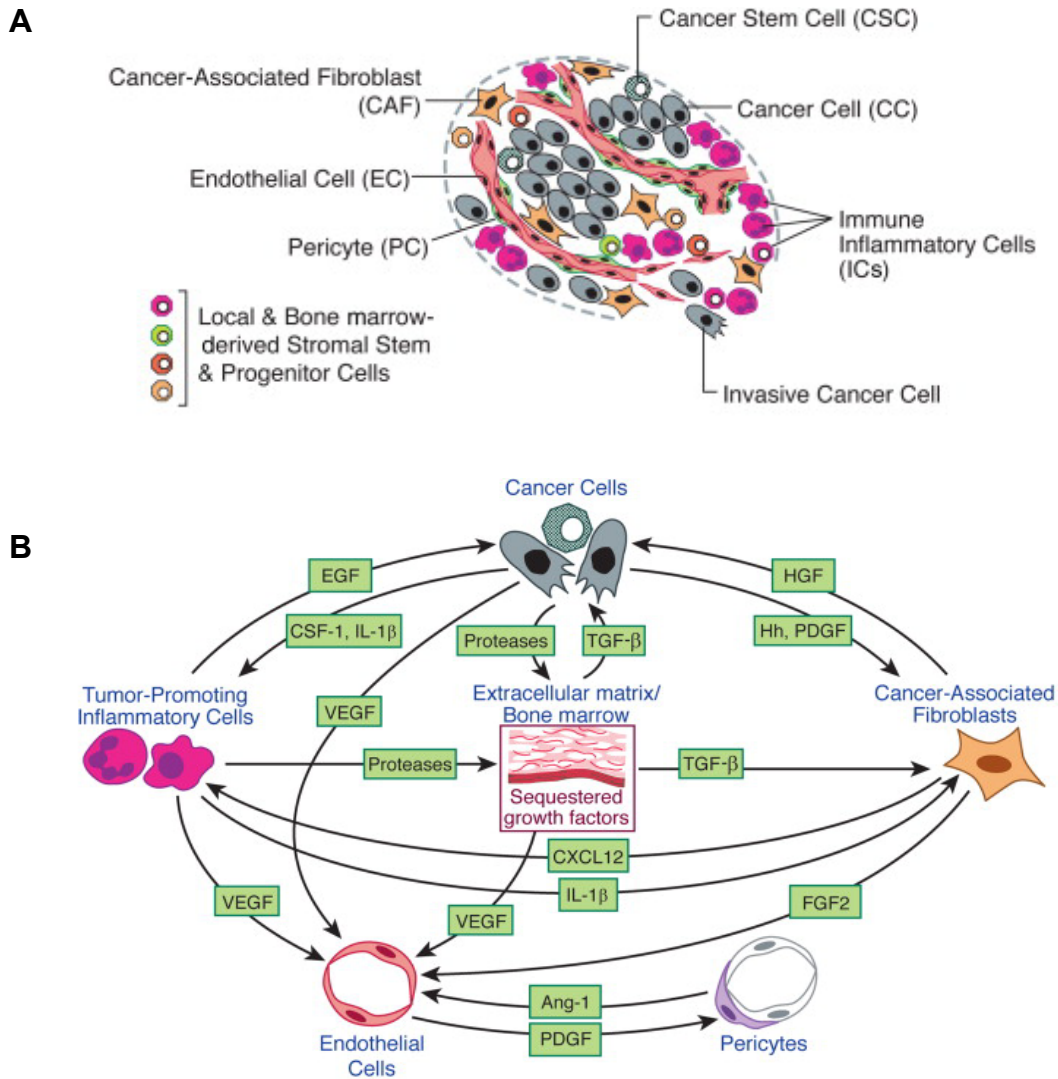 A
Cancer Stem Cell (CSC)
Cancer-Associated Fibroblast
(CAF)
Cancer Cell (CC)
Endothelial Cell (EC)
Pericyte (PC)
Immune
Inflammatory Cells
(ICs)
Local & Bone marrow-
derived Stromal Stem
& Progenitor Cells
Invasive Cancer Cell
B
Cancer Cells
EGF
HGF
CSF-1, IL-1β
Proteases
TGF-β
Hh, PDGF
Tumor-Promoting
Inflammatory Cells
VEGF
Extracellular matrix/
Bone marrow
Cancer-Associated
Fibroblasts
Proteases
TGF-β
Sequestered
growth factors
CXCL12
IL-1β
VEGF
VEGF
FGF2
Ang-1
PDGF
Endothelial
Cells
Pericytes